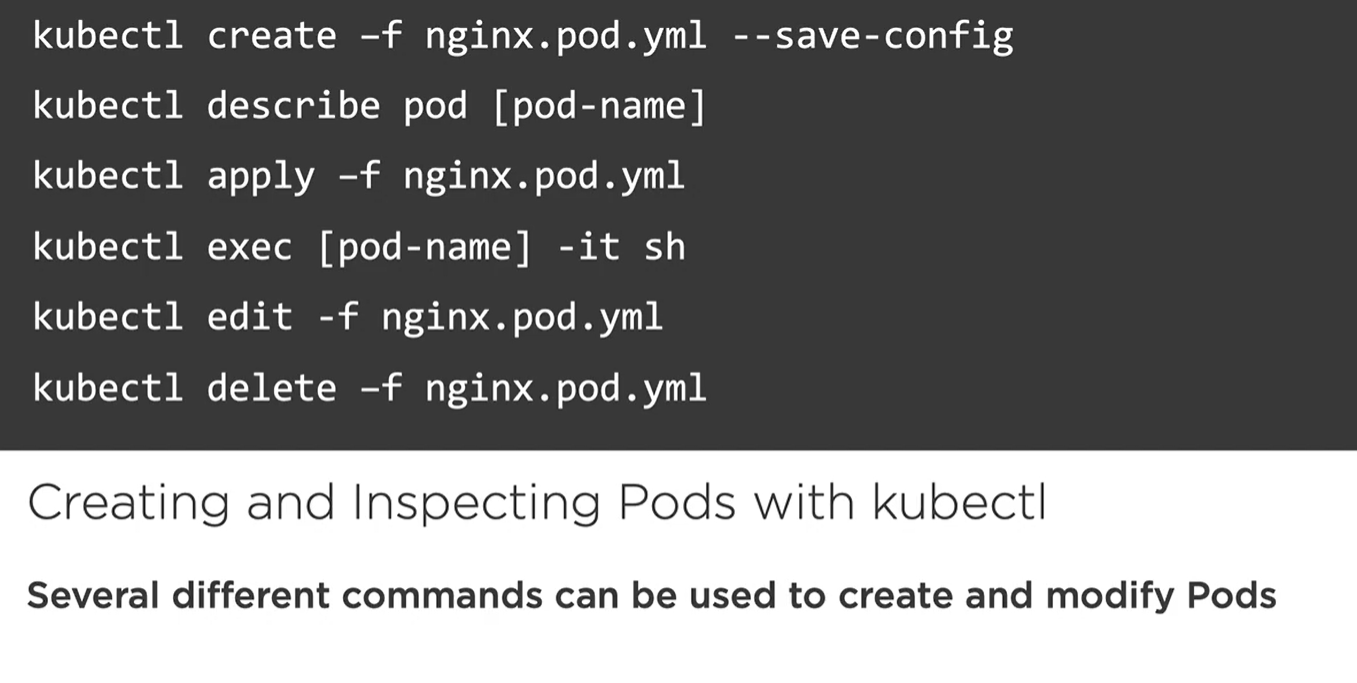 kubectl create –f nginx.pod.yml --save-config
kubectl describe pod [pod-name]
kubectl apply –f nginx.pod.yml
kubectl exec [pod-name] -it sh
kubectl edit -f nginx.pod.yml
kubectl delete –f nginx.pod.yml
Creating and Inspecting Pods with kubectl
Several different commands can be used to create and modify Pods